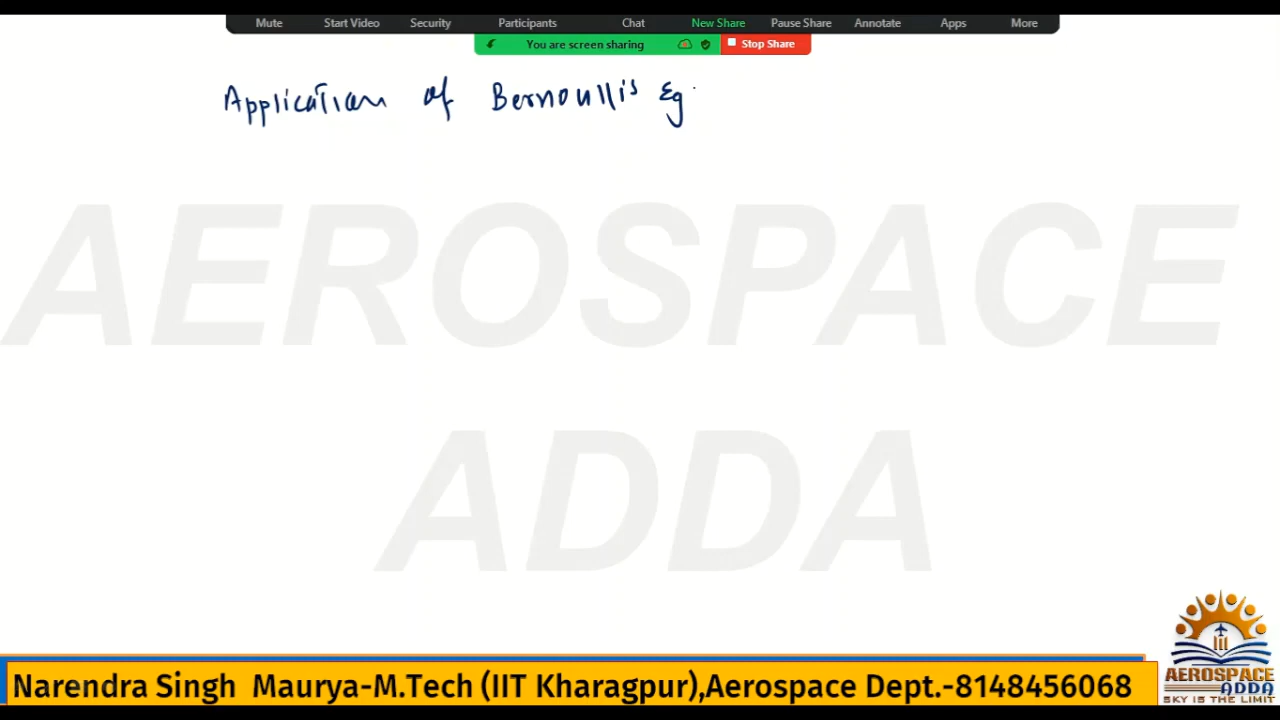 Mute Start Video Security Participants Chat New Share Pause Share Annotate Apps More
You are screen sharing Stop Share
Application of Bernoullis Eq
AEROSPACE
ADDA
Narendra Singh Maurya-M.Tech (IIT Kharagpur),Aerospace Dept.-8148456068
AEROSPACE
ADDA
SKY IS THE LIMIT